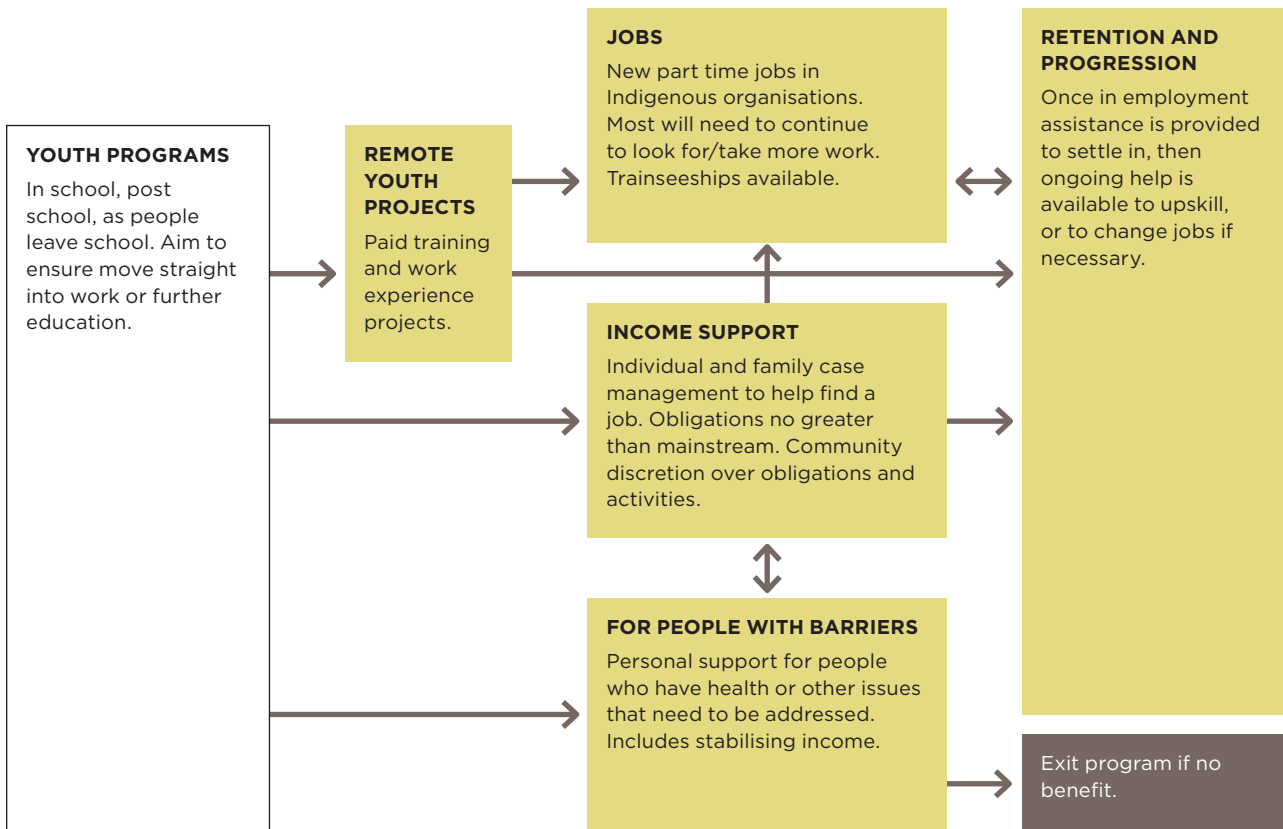 YOUTH PROGRAMS
In school, post
school, as people
leave school. Aim to
ensure move straight
into work or further
education.
REMOTE
YOUTH
PROJECTS
Paid training
and work
experience
projects.
JOBS
New part time jobs in
Indigenous organisations.
Most will need to continue
to look for/take more work.
Trainseeships available.
INCOME SUPPORT
Individual and family case
management to help find a
job. Obligations no greater
than mainstream. Community
discretion over obligations and
activities.
FOR PEOPLE WITH BARRIERS
Personal support for people
who have health or other issues
that need to be addressed.
Includes stabilising income.
RETENTION AND
PROGRESSION
Once in employment
assistance is provided
to settle in, then
ongoing help is
available to upskill,
or to change jobs if
necessary.
Exit program if no
benefit.